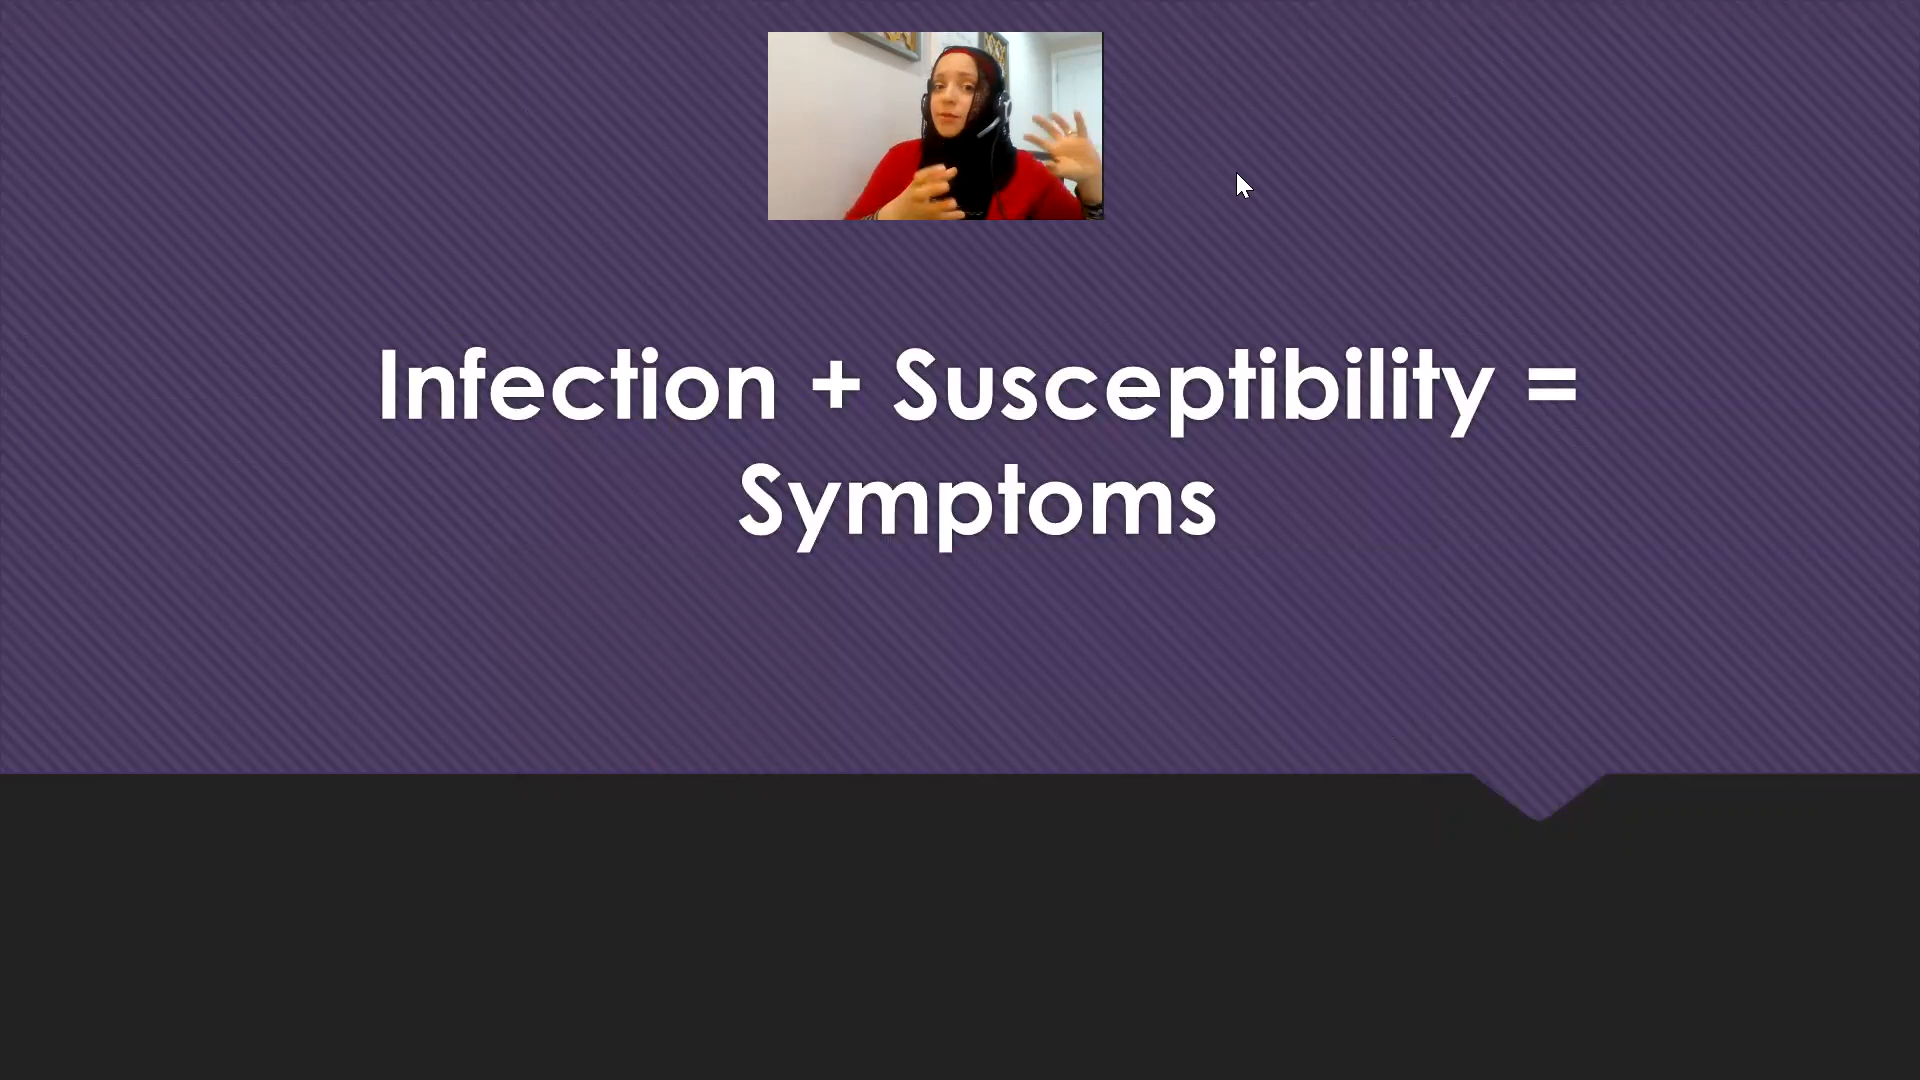 Infection + Susceptibility =
Symptoms